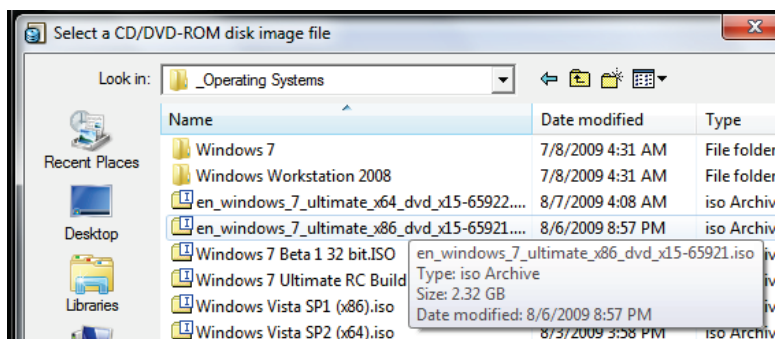 Select a CD/DVD-ROM disk image file
Look in: _Operating Systems
Name Date modified Type
Recent Places
Desktop
Libraries
Windows 7 7/8/2009 4:31 AM File folder
Windows Workstation 2008 7/8/2009 4:31 AM File folder
en_windows_7_ultimate_x64_dvd_x15-65922.... 8/7/2009 4:08 AM iso Archiv
en_windows_7_ultimate_x86_dvd_x15-65921.... 8/6/2009 8:57 PM iso Archiv
Windows 7 Beta 1 32 bit.ISO
Windows 7 Ultimate RC Build
Windows Vista SP1 (x86).iso
Windows Vista SP2 (x64).iso 8/3/2009 3:58 PM iso Archiv
en_windows_7_ultimate_x86_dvd_x15-65921.iso
Type: iso Archive
Size: 2.32 GB
Date modified: 8/6/2009 8:57 PM